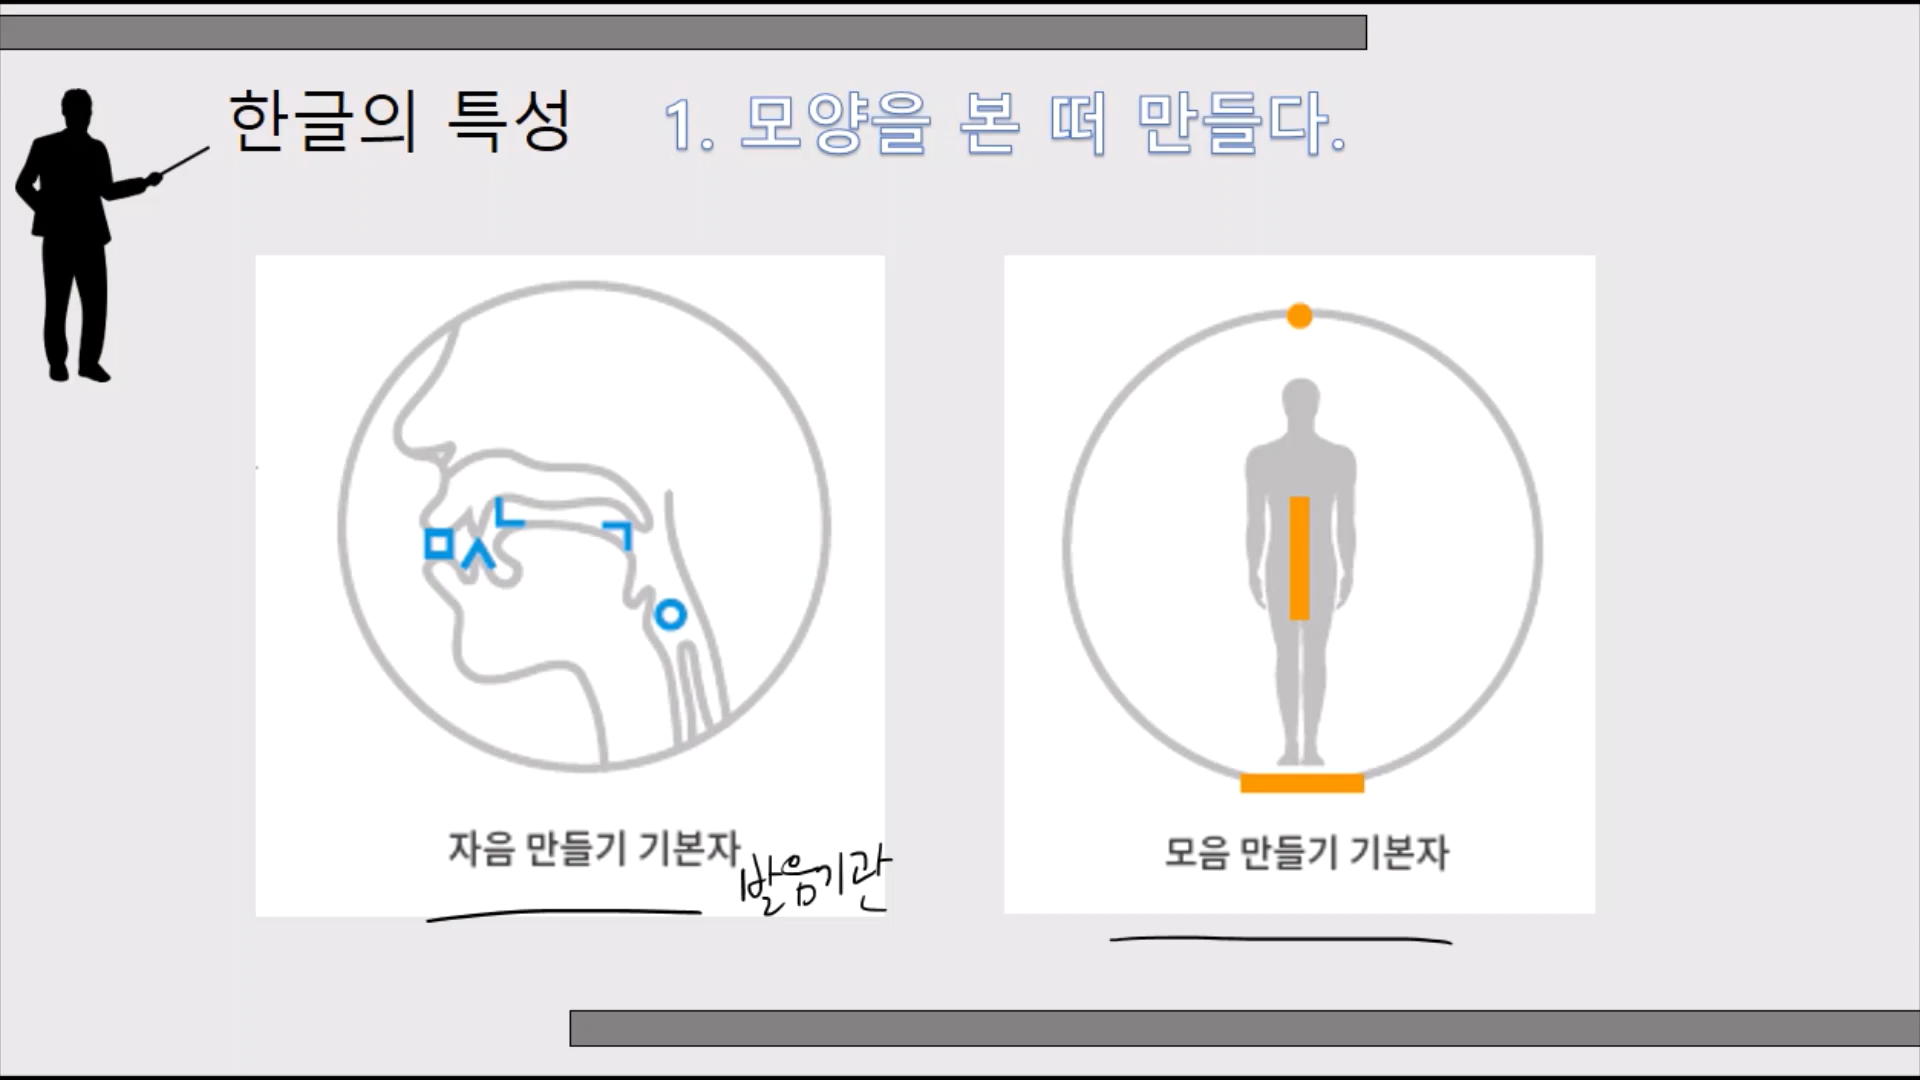 한글의 특성 1. 모양을 본 떠 만들다.
ㅁ ㅅ ㄴ ㄱ ㅇ
자음 만들기 기본자 발음기관
모음 만들기 기본자